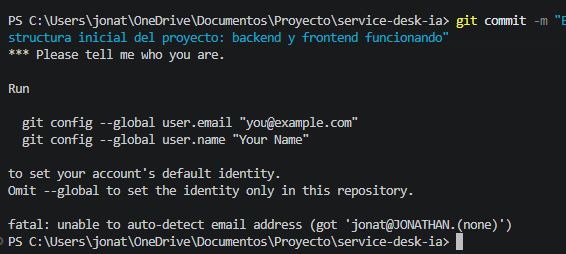 PS C:\Users\jonat\OneDrive\Documentos\Proyecto\service-desk-ia> git commit -m "E
structura inicial del proyecto: backend y frontend funcionando"
*** Please tell me who you are.
Run
git config --global user.email "you@example.com"
git config --global user.name "Your Name"
to set your account's default identity.
Omit --global to set the identity only in this repository.
fatal: unable to auto-detect email address (got 'jonat@JONATHAN.(none)')
PS C:\Users\jonat\OneDrive\Documentos\Proyecto\service-desk-ia>